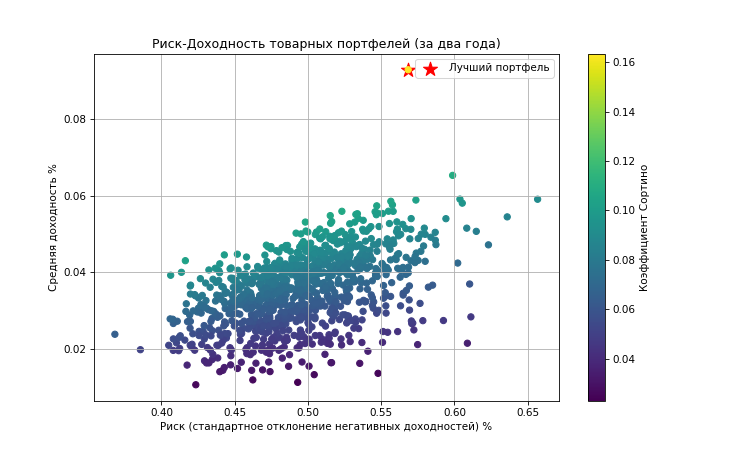 Риск-Доходность товарных портфелей (за два года)
Лучший портфель
Средняя доходность %
0.08
0.06
0.04
0.02
0.40 0.45 0.50 0.55 0.60 0.65
Риск (стандартное отклонение негативных доходностей) %
0.16
0.14
0.12
0.10
0.08
0.06
0.04
Коэффициент Сортино